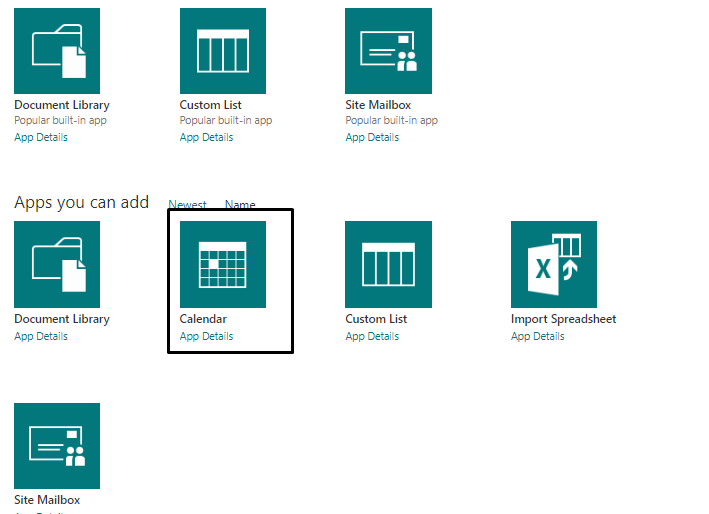 Document Library
Popular built-in app
App Details
Custom List
Popular built-in app
App Details
Site Mailbox
Popular built-in app
App Details
Apps you can add Newest Name
Document Library
App Details
Calendar
App Details
Custom List
App Details
X
Import Spreadsheet
App Details
Site Mailbox